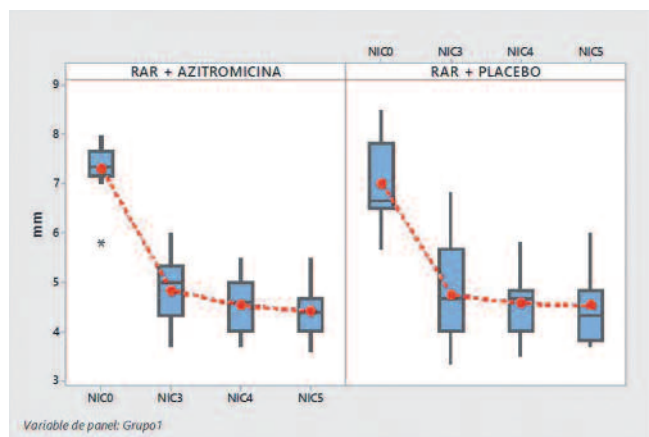 NIC0 NIC3 NIC4 NIC5
RAR + AZITROMICINA RAR + PLACEBO
9
8
7
6
5
4
3
mm
NIC0 NIC3 NIC4 NIC5
Variable de panel: Grupo1